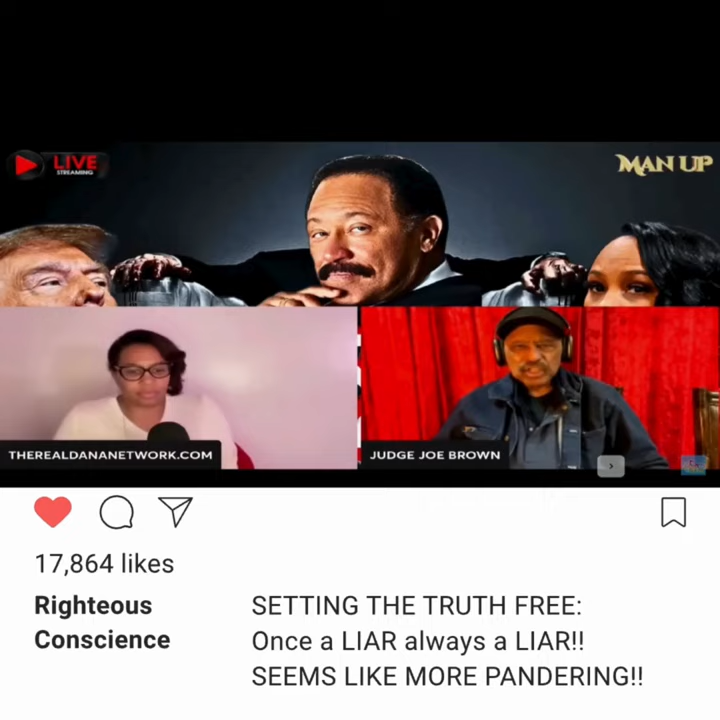 LIVE
STREAMING
MAN UP
THEREALDANANETWORK.COM
JUDGE JOE BROWN
17,864 likes
Righteous
Conscience
SETTING THE TRUTH FREE:
Once a LIAR always a LIAR!!
SEEMS LIKE MORE PANDERING!!